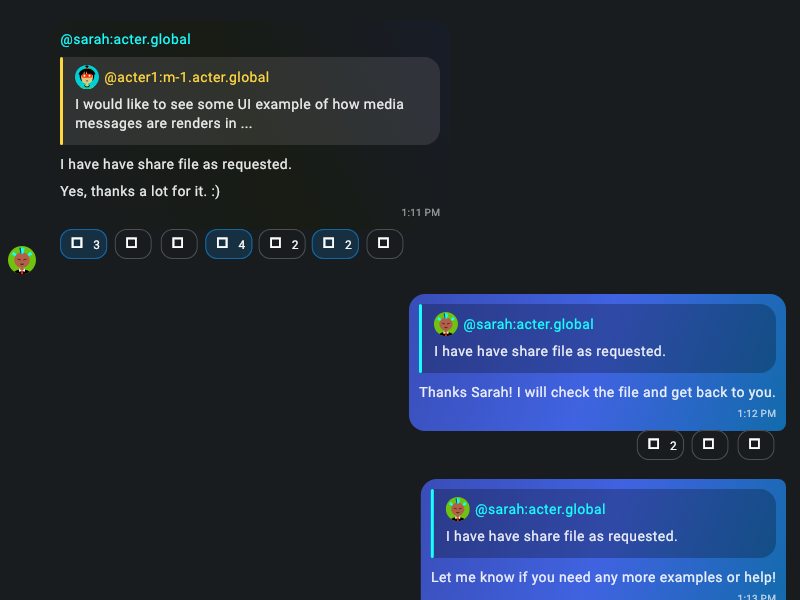 @sarah:acter.global
@acter1:m-1.acter.global
I would like to see some UI example of how media
messages are renders in ...
I have have share file as requested.
Yes, thanks a lot for it. :)
1:11 PM
3
4
2
2
@sarah:acter.global
I have have share file as requested.
Thanks Sarah! I will check the file and get back to you.
1:12 PM
2
@sarah:acter.global
I have have share file as requested.
Let me know if you need any more examples or help!
1:13 PM